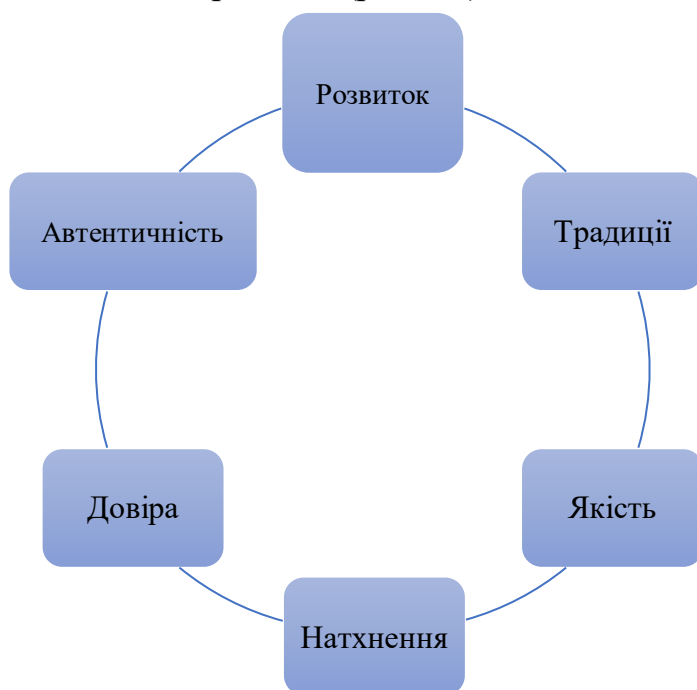 Розвиток
Традиції
Якість
Натхнення
Довіра
Автентичність